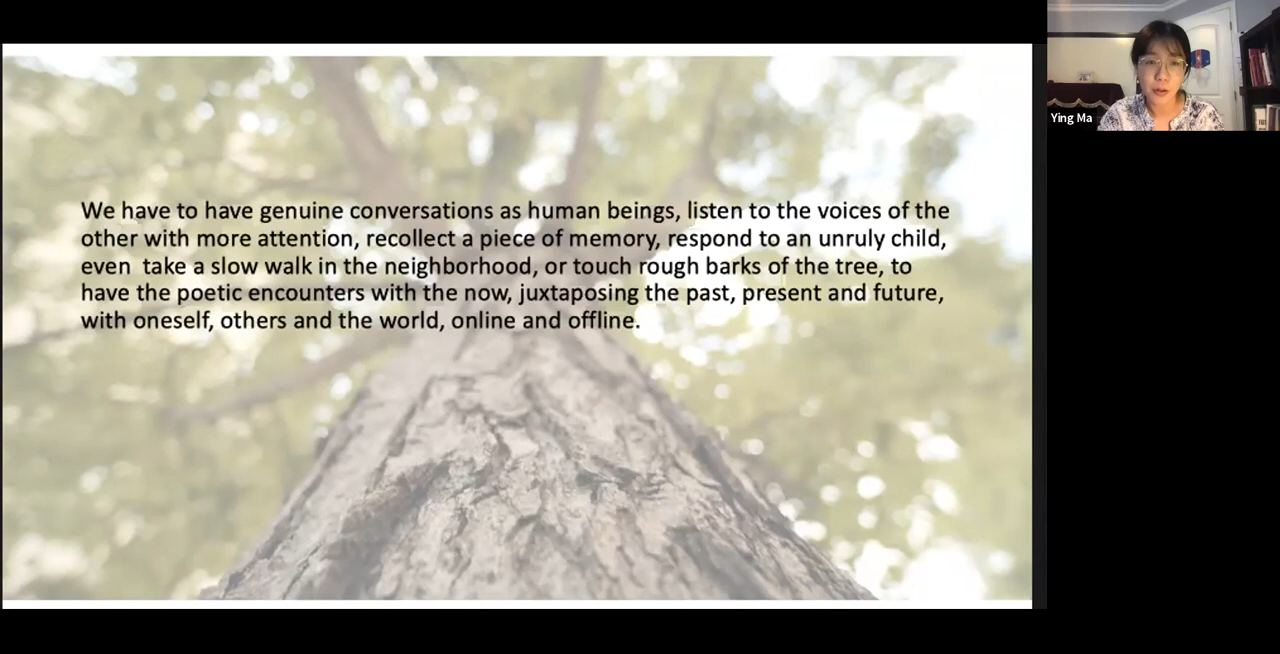 We have to have genuine conversations as human beings, listen to the voices of the
other with more attention, recollect a piece of memory, respond to an unruly child,
even  take a slow walk in the neighborhood, or touch rough barks of the tree, to
have the poetic encounters with the now, juxtaposing the past, present and future,
with oneself, others and the world, online and offline.
Ying Ma